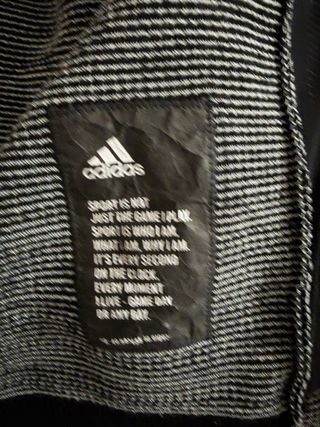 adidas
SPORT IS NOT
JUST THE GAME I PLAY.
SPORT IS WHO I AM.
WHAT I AM. WHY I AM.
IT'S EVERY SECOND
ON THE CLOCK.
EVERY MOMENT
I LIVE - GAME DAY
OR ANY DAY.